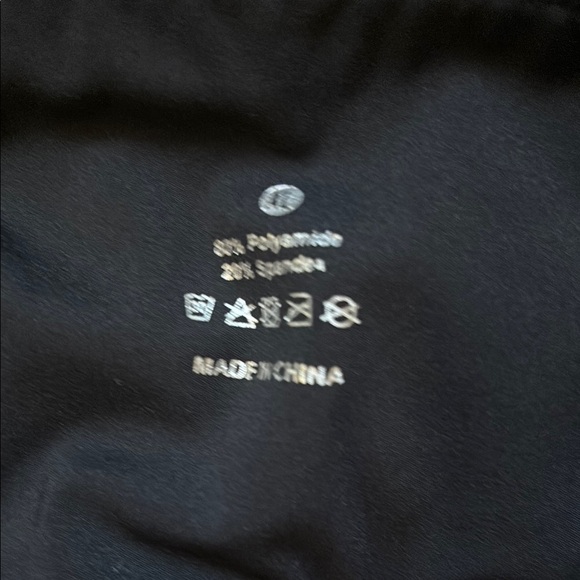 80% Polyamide
20% Spandex
MADE IN CHINA